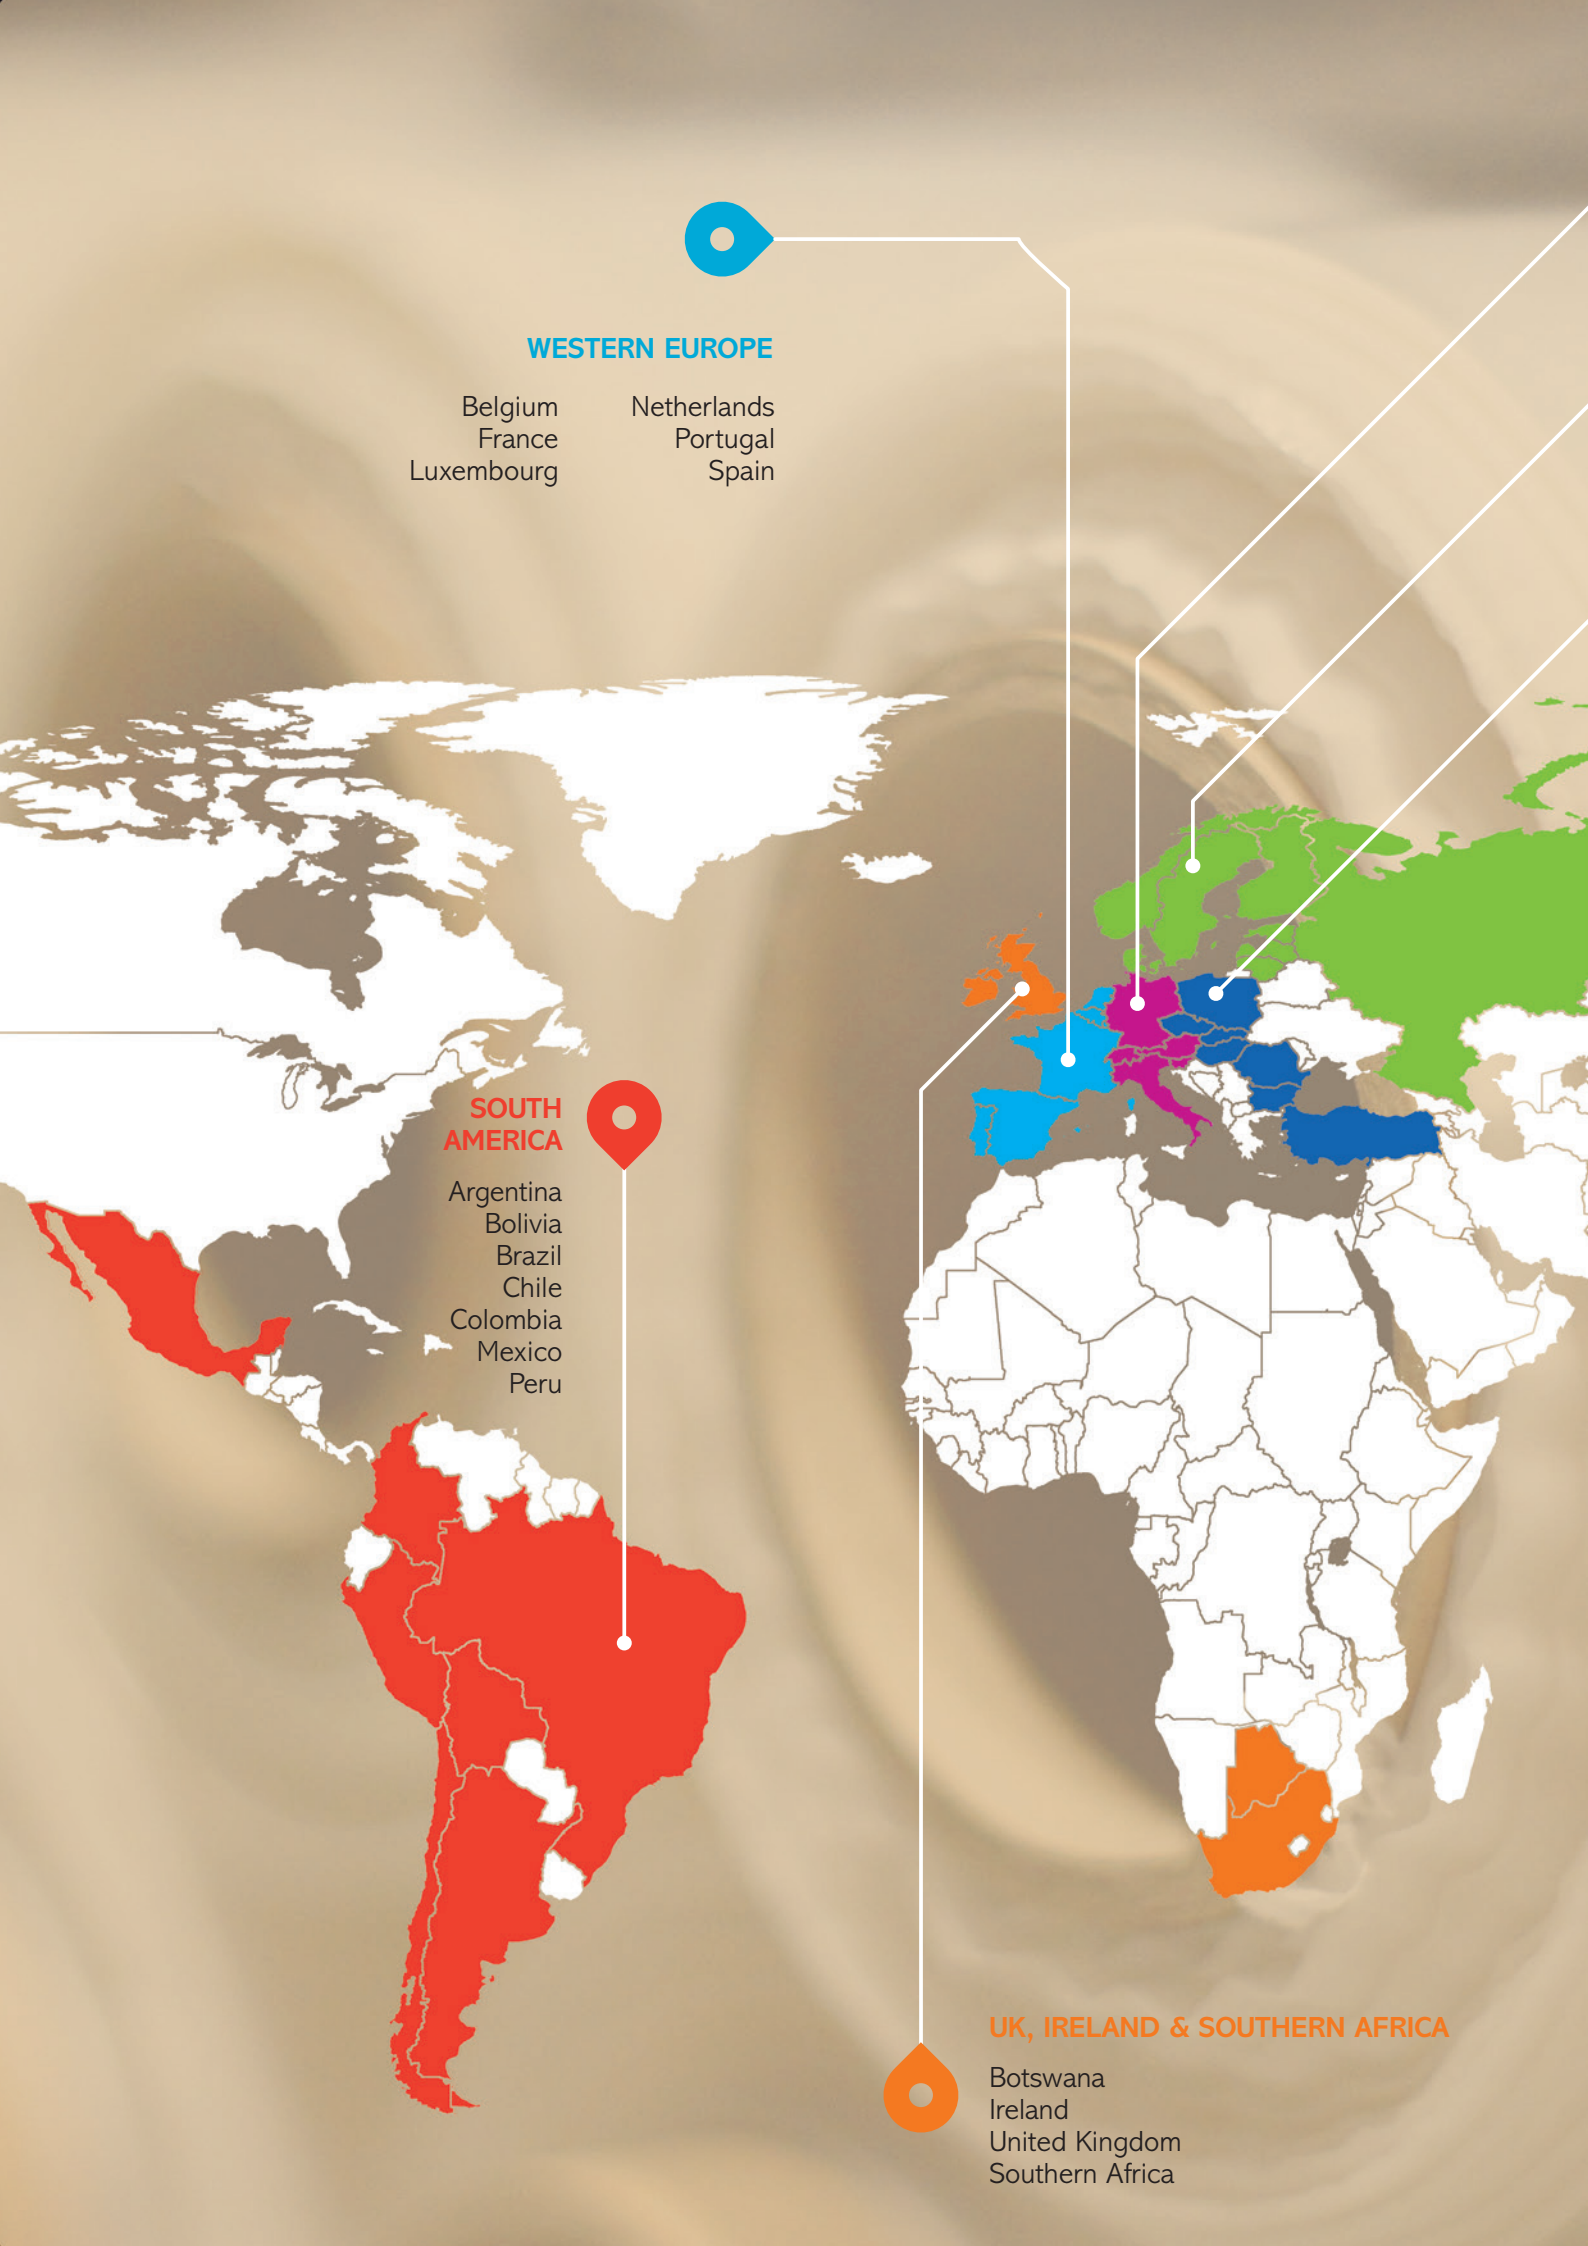 WESTERN EUROPE
Belgium
France
Luxembourg
Netherlands
Portugal
Spain
SOUTH
AMERICA
Argentina
Bolivia
Brazil
Chile
Colombia
Mexico
Peru
UK, IRELAND & SOUTHERN AFRICA
Botswana
Ireland
United Kingdom
Southern Africa